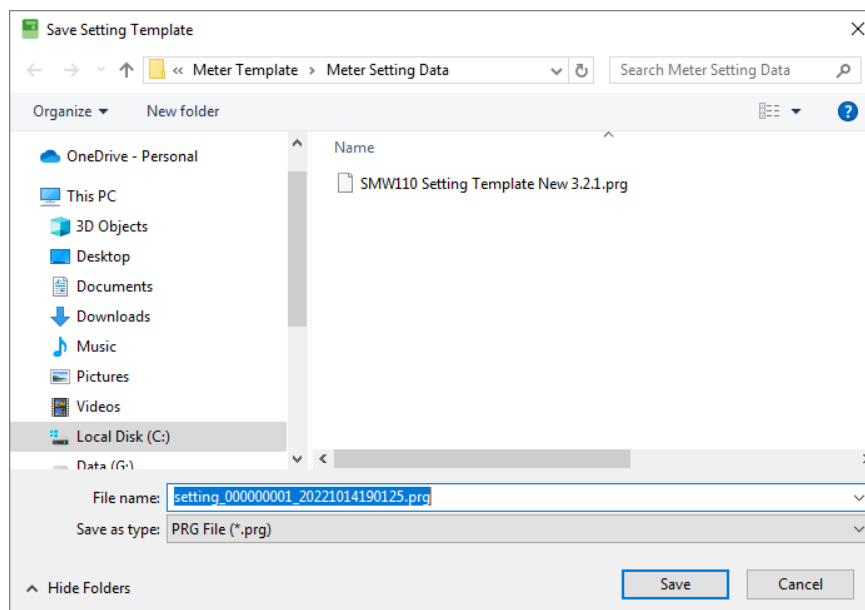 Save Setting Template
« Meter Template › Meter Setting Data
Search Meter Setting Data
Organize
New folder
?
OneDrive - Personal
This PC
3D Objects
Desktop
Documents
Downloads
Music
Pictures
Videos
Local Disk (C:)
Data (G:)
Name
SMW110 Setting Template New 3.2.1.prg
File name: setting_000000001_20221014190125.prg
Save as type: PRG File (*.prg)
Hide Folders
Save
Cancel